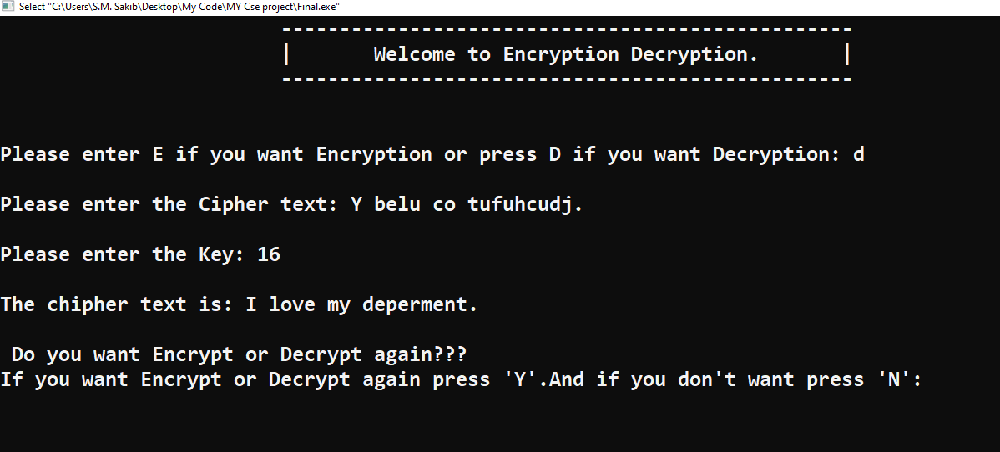 Select "C:\Users\S.M. Sakib\Desktop\My Code\MY Cse project\Final.exe"
-------------------------------------------------
| Welcome to Encryption Decryption. |
-------------------------------------------------
Please enter E if you want Encryption or press D if you want Decryption: d
Please enter the Cipher text: Y belu co tufuhcudj.
Please enter the Key: 16
The chipher text is: I love my deperment.
Do you want Encrypt or Decrypt again???
If you want Encrypt or Decrypt again press 'Y'.And if you don't want press 'N':